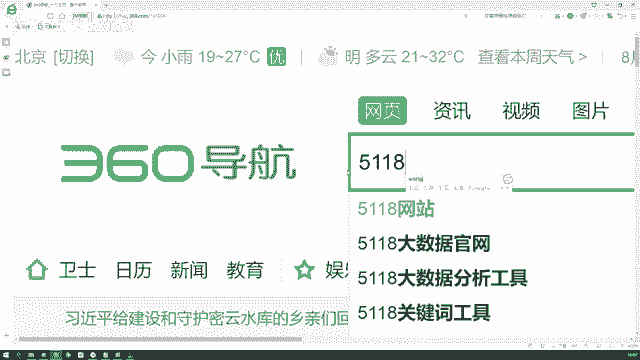 北京 [切换] 今 小雨 19~27°C 优 明 多云 21~32°C 查看本周天气 > 8月
网页 资讯 视频 图片
360导航
5118
wang
5118网站
5118大数据官网
5118大数据分析工具
5118关键词工具
卫士 日历 新闻 教育 娱乐
习近平给建设和守护密云水库的乡亲们回